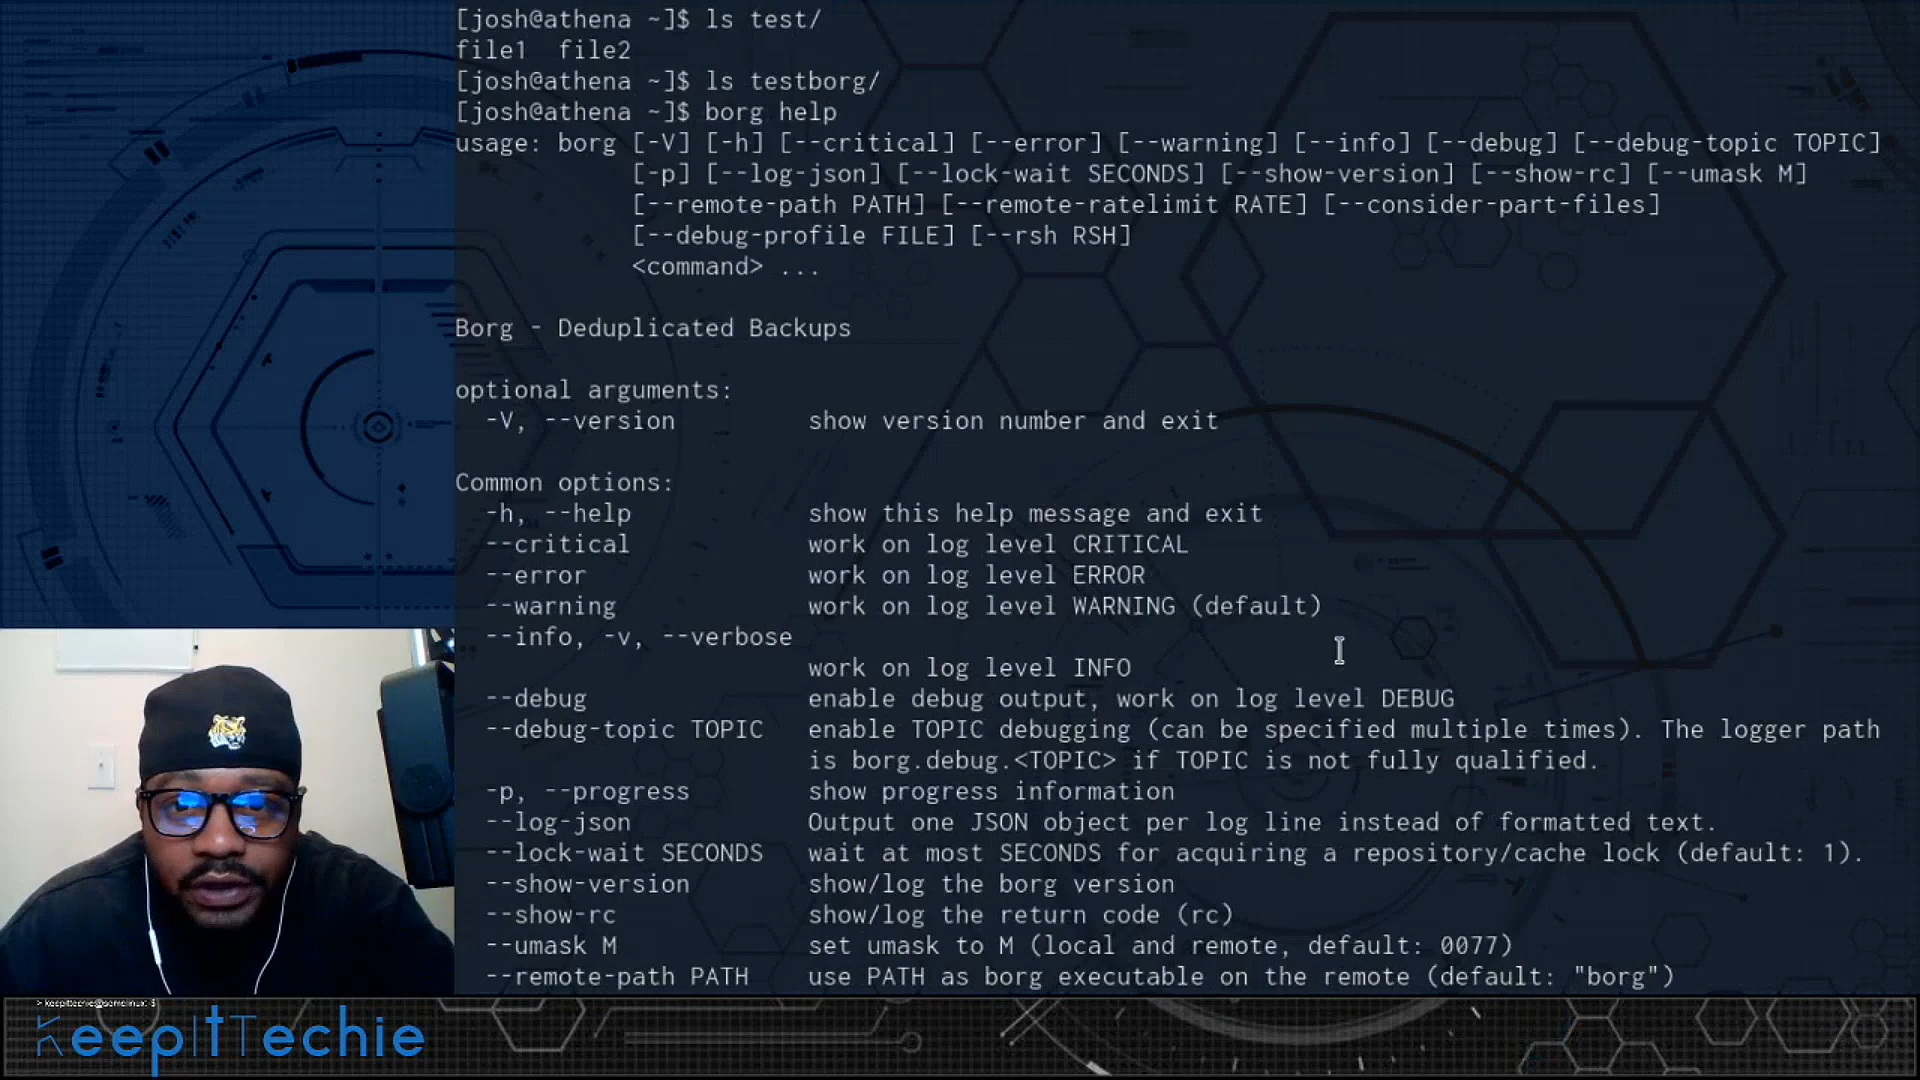 [josh@athena ~]$ ls test/
file1  file2
[josh@athena ~]$ ls testborg/
[josh@athena ~]$ borg help
usage: borg [-V] [-h] [--critical] [--error] [--warning] [--info] [--debug] [--debug-topic TOPIC]
[-p] [--log-json] [--lock-wait SECONDS] [--show-version] [--show-rc] [--umask M]
[--remote-path PATH] [--remote-ratelimit RATE] [--consider-part-files]
[--debug-profile FILE] [--rsh RSH]
<command> ...
Borg - Deduplicated Backups
optional arguments:
-V, --version show version number and exit
Common options:
-h, --help show this help message and exit
--critical work on log level CRITICAL
--error work on log level ERROR
--warning work on log level WARNING (default)
--info, -v, --verbose
work on log level INFO
--debug enable debug output, work on log level DEBUG
--debug-topic TOPIC enable TOPIC debugging (can be specified multiple times). The logger path
is borg.debug.<TOPIC> if TOPIC is not fully qualified.
-p, --progress show progress information
--log-json Output one JSON object per log line instead of formatted text.
--lock-wait SECONDS wait at most SECONDS for acquiring a repository/cache lock (default: 1).
--show-version show/log the borg version
--show-rc show/log the return code (rc)
--umask M set umask to M (local and remote, default: 0077)
--remote-path PATH use PATH as borg executable on the remote (default: "borg")
KeepItTechie